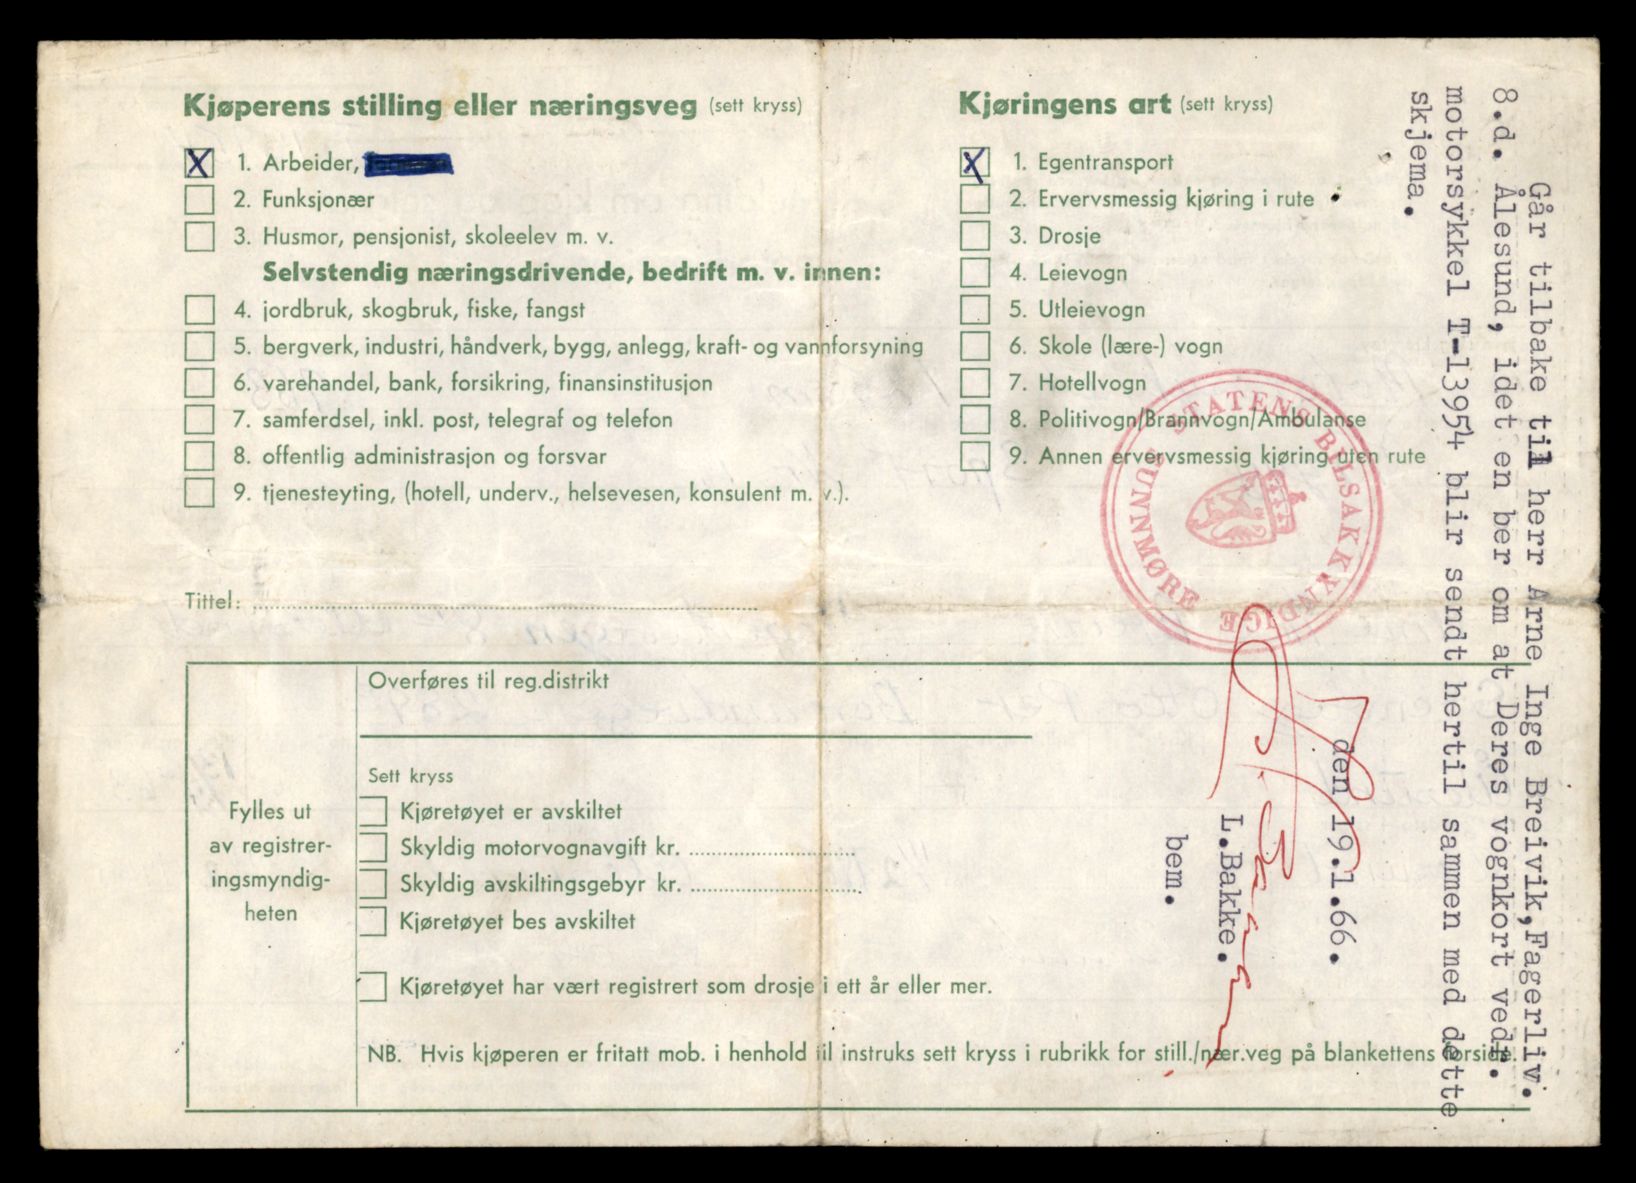 Kjøperens stilling eller næringsveg (sett kryss)
X 1. Arbeider,
2. Funksjonær
3. Husmor, pensjonist, skoleelev m. v.
Selvstendig næringsdrivende, bedrift m. v. innen:
4. jordbruk, skogbruk, fiske, fangst
5. bergverk, industri, håndverk, bygg, anlegg, kraft- og vannforsyning
6. varehandel, bank, forsikring, finansinstitusjon
7. samferdsel, inkl. post, telegraf og telefon
8. offentlig administrasjon og forsvar
9. tjenesteyting, (hotell, underv., helsevesen, konsulent m. v.).
Tittel:
Kjøringens art (sett kryss)
X 1. Egentransport
2. Ervervsmessig kjøring i rute
3. Drosje
4. Leievogn
5. Utleievogn
6. Skole (lære-) vogn
7. Hotellvogn
8. Politivogn/Brannvogn/Ambulanse
9. Annen ervervsmessig kjøring uten rute
STATENS BILSAKKYNDIGE
SUNNMØRE
Fylles ut
av registrer-
ingsmyndig-
heten
Overføres til reg.distrikt
Sett kryss
Kjøretøyet er avskiltet
Skyldig motorvognavgift kr.
Skyldig avskiltingsgebyr kr.
Kjøretøyet bes avskiltet
Kjøretøyet har vært registrert som drosje i ett år eller mer.
NB. Hvis kjøperen er fritatt mob. i henhold til instruks sett kryss i rubrikk for still./nær.veg på blankettens forside.
Går tilbake til herr Arne Inge Breivik, Fagerliv.
8.d. Ålesund, idet en ber om at Deres vognkort vedr.
motorsykkel T-13954 blir sendt hertil sammen med dette
skjema.
den 19.1.66.
L.Bakke.
bem.